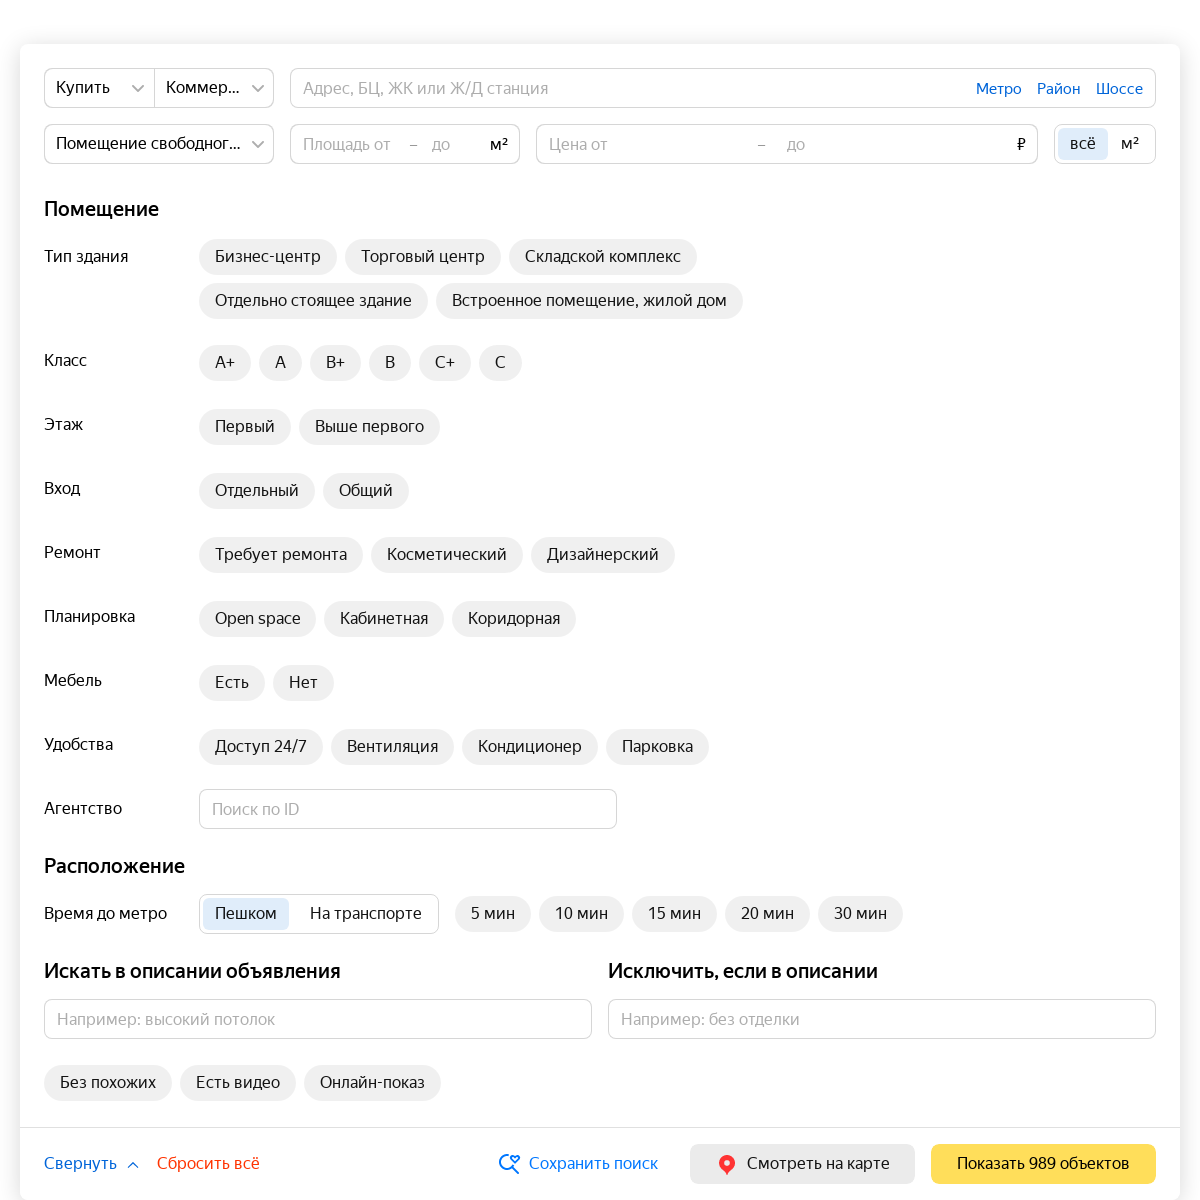 Купить Коммер... Адрес, БЦ, ЖК или Ж/Д станция Метро Район Шоссе
Помещение свободног... Площадь от – до м² Цена от – до ₽ всё м²
Помещение
Тип здания Бизнес-центр Торговый центр Складской комплекс
Отдельно стоящее здание Встроенное помещение, жилой дом
Класс A+ A B+ B C+ C
Этаж Первый Выше первого
Вход Отдельный Общий
Ремонт Требует ремонта Косметический Дизайнерский
Планировка Open space Кабинетная Коридорная
Мебель Есть Нет
Удобства Доступ 24/7 Вентиляция Кондиционер Парковка
Агентство Поиск по ID
Расположение
Время до метро Пешком На транспорте 5 мин 10 мин 15 мин 20 мин 30 мин
Искать в описании объявления Исключить, если в описании
Например: высокий потолок Например: без отделки
Без похожих Есть видео Онлайн-показ
Свернуть Сбросить всё Сохранить поиск Смотреть на карте Показать 989 объектов